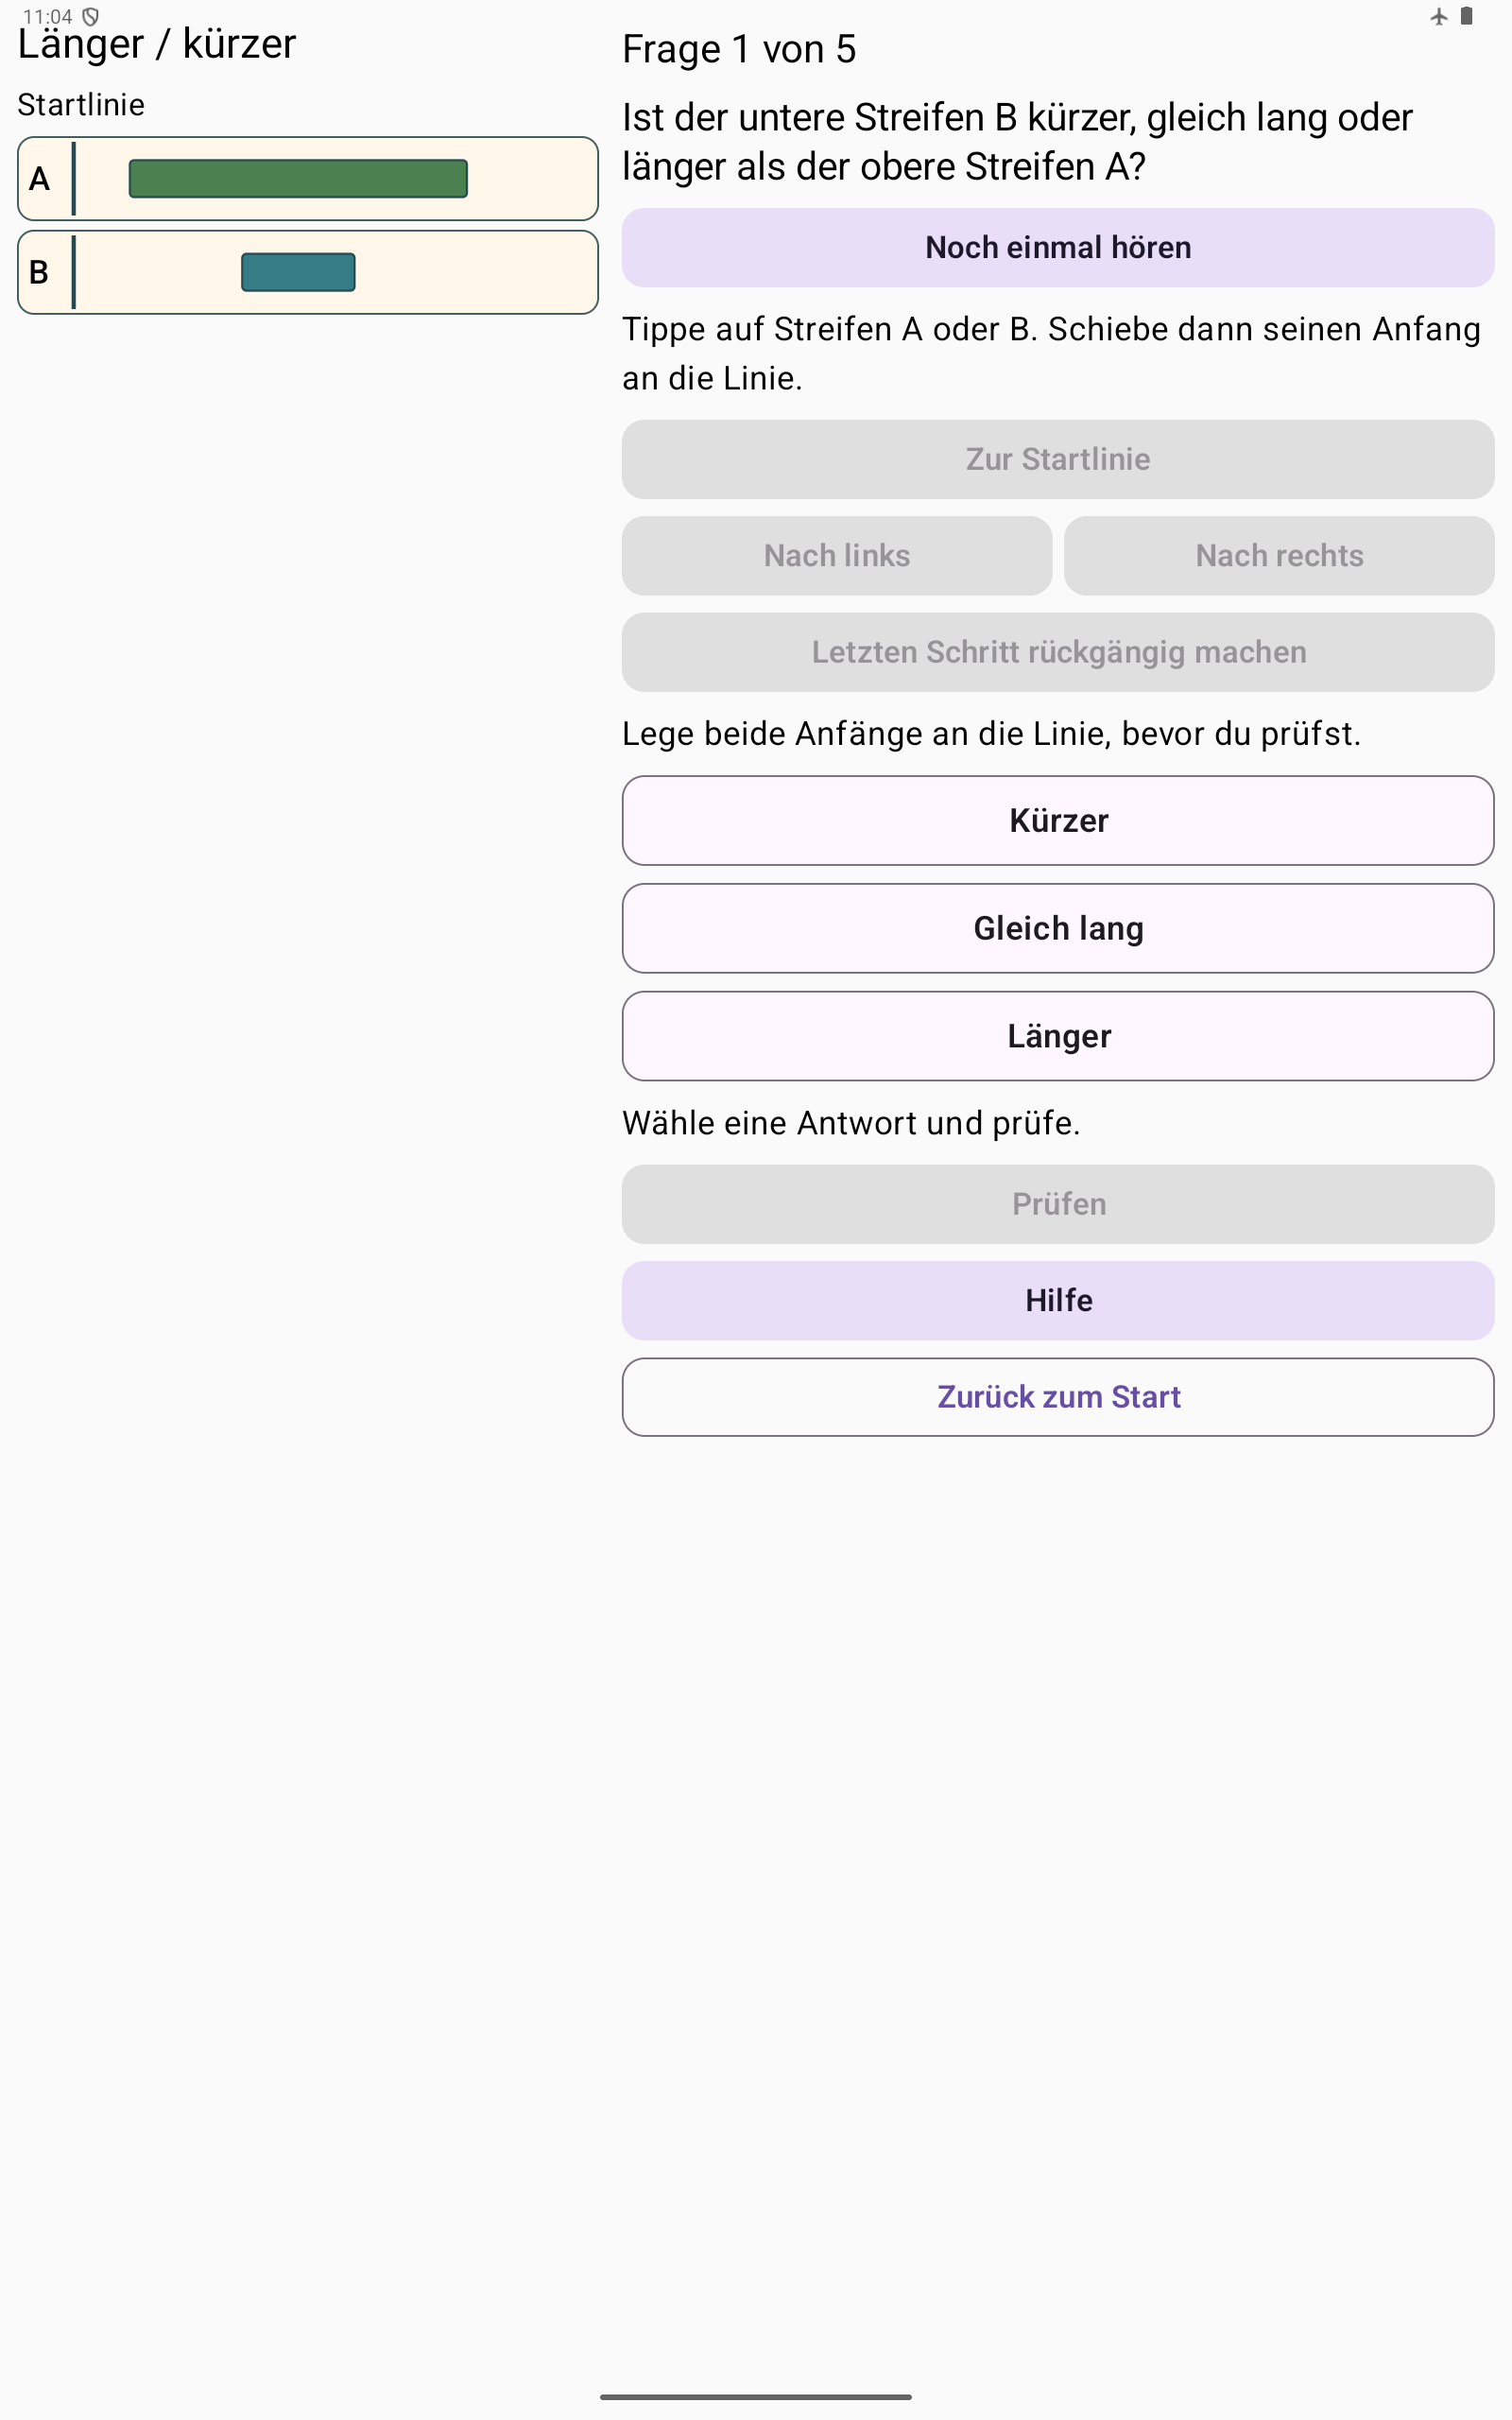 11:04
Länger / kürzer
Startlinie
A
B
Frage 1 von 5
Ist der untere Streifen B kürzer, gleich lang oder
länger als der obere Streifen A?
Noch einmal hören
Tippe auf Streifen A oder B. Schiebe dann seinen Anfang
an die Linie.
Zur Startlinie
Nach links
Nach rechts
Letzten Schritt rückgängig machen
Lege beide Anfänge an die Linie, bevor du prüfst.
Kürzer
Gleich lang
Länger
Wähle eine Antwort und prüfe.
Prüfen
Hilfe
Zurück zum Start